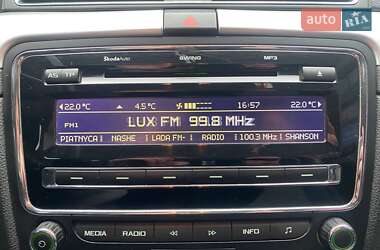 auto RIA
SkodaAuto SWING MP3
AS TP
22.0 °C 4.5 °C 16:57 22.0 °C
LUX FM 99.8 MHz
FM1
PIATNYCA NASHE LADA FM- RADIO 100.3 MHz SHANSON
MEDIA RADIO INFO